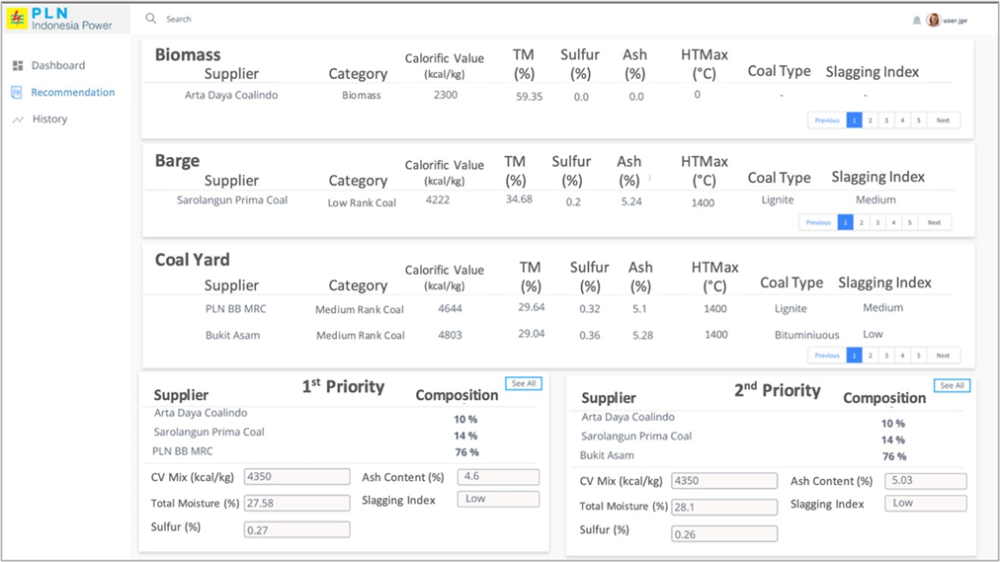 PLN
Indonesia Power
Search
user.jpr
Dashboard
Recommendation
History
Biomass
Supplier Category Calorific Value (kcal/kg) TM (%) Sulfur (%) Ash (%) HTMax (°C) Coal Type Slagging Index
Arta Daya Coalindo Biomass 2300 59.35 0.0 0.0 0 - -
Previous 1 2 3 4 5 Next
Barge
Supplier Category Calorific Value (kcal/kg) TM (%) Sulfur (%) Ash (%) HTMax (°C) Coal Type Slagging Index
Sarolangun Prima Coal Low Rank Coal 4222 34.68 0.2 5.24 1400 Lignite Medium
Previous 1 2 3 4 5 Next
Coal Yard
Supplier Category Calorific Value (kcal/kg) TM (%) Sulfur (%) Ash (%) HTMax (°C) Coal Type Slagging Index
PLN BB MRC Medium Rank Coal 4644 29.64 0.32 5.1 1400 Lignite Medium
Bukit Asam Medium Rank Coal 4803 29.04 0.36 5.28 1400 Bituminiuous Low
Previous 1 2 3 4 5 Next
1st Priority See All
Supplier Composition
Arta Daya Coalindo 10 %
Sarolangun Prima Coal 14 %
PLN BB MRC 76 %
CV Mix (kcal/kg) 4350 Ash Content (%) 4.6
Total Moisture (%) 27.58 Slagging Index Low
Sulfur (%) 0.27
2nd Priority See All
Supplier Composition
Arta Daya Coalindo 10 %
Sarolangun Prima Coal 14 %
Bukit Asam 76 %
CV Mix (kcal/kg) 4350 Ash Content (%) 5.03
Total Moisture (%) 28.1 Slagging Index Low
Sulfur (%) 0.26